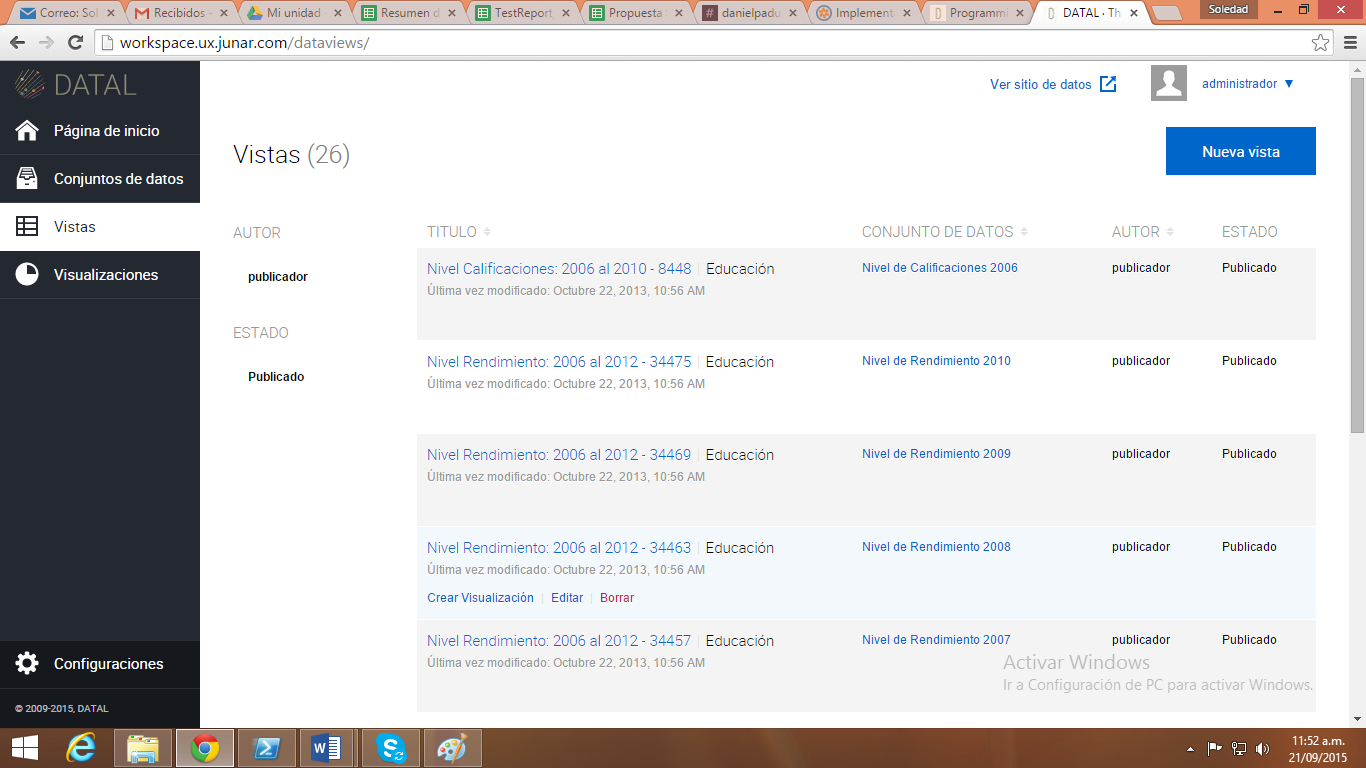 Correo: Sol
Recibidos -
Mi unidad
Resumen d
TestReport_
Propuesta
danielpadu
Implementa
Programmi
DATAL · Th
Soledad
workspace.ux.junar.com/dataviews/
DATAL
Ver sitio de datos
administrador ▼
Página de inicio
Conjuntos de datos
Vistas
Visualizaciones
Vistas (26)
Nueva vista
AUTOR
publicador
ESTADO
Publicado
TITULO CONJUNTO DE DATOS AUTOR ESTADO
Nivel Calificaciones: 2006 al 2010 - 8448 | Educación Nivel de Calificaciones 2006 publicador Publicado
Última vez modificado: Octubre 22, 2013, 10:56 AM
Nivel Rendimiento: 2006 al 2012 - 34475 | Educación Nivel de Rendimiento 2010 publicador Publicado
Última vez modificado: Octubre 22, 2013, 10:56 AM
Nivel Rendimiento: 2006 al 2012 - 34469 | Educación Nivel de Rendimiento 2009 publicador Publicado
Última vez modificado: Octubre 22, 2013, 10:56 AM
Nivel Rendimiento: 2006 al 2012 - 34463 | Educación Nivel de Rendimiento 2008 publicador Publicado
Última vez modificado: Octubre 22, 2013, 10:56 AM
Crear Visualización | Editar | Borrar
Nivel Rendimiento: 2006 al 2012 - 34457 | Educación Nivel de Rendimiento 2007 publicador Publicado
Última vez modificado: Octubre 22, 2013, 10:56 AM
Activar Windows
Ir a Configuración de PC para activar Windows.
Configuraciones
© 2009-2015, DATAL
11:52 a.m.
21/09/2015